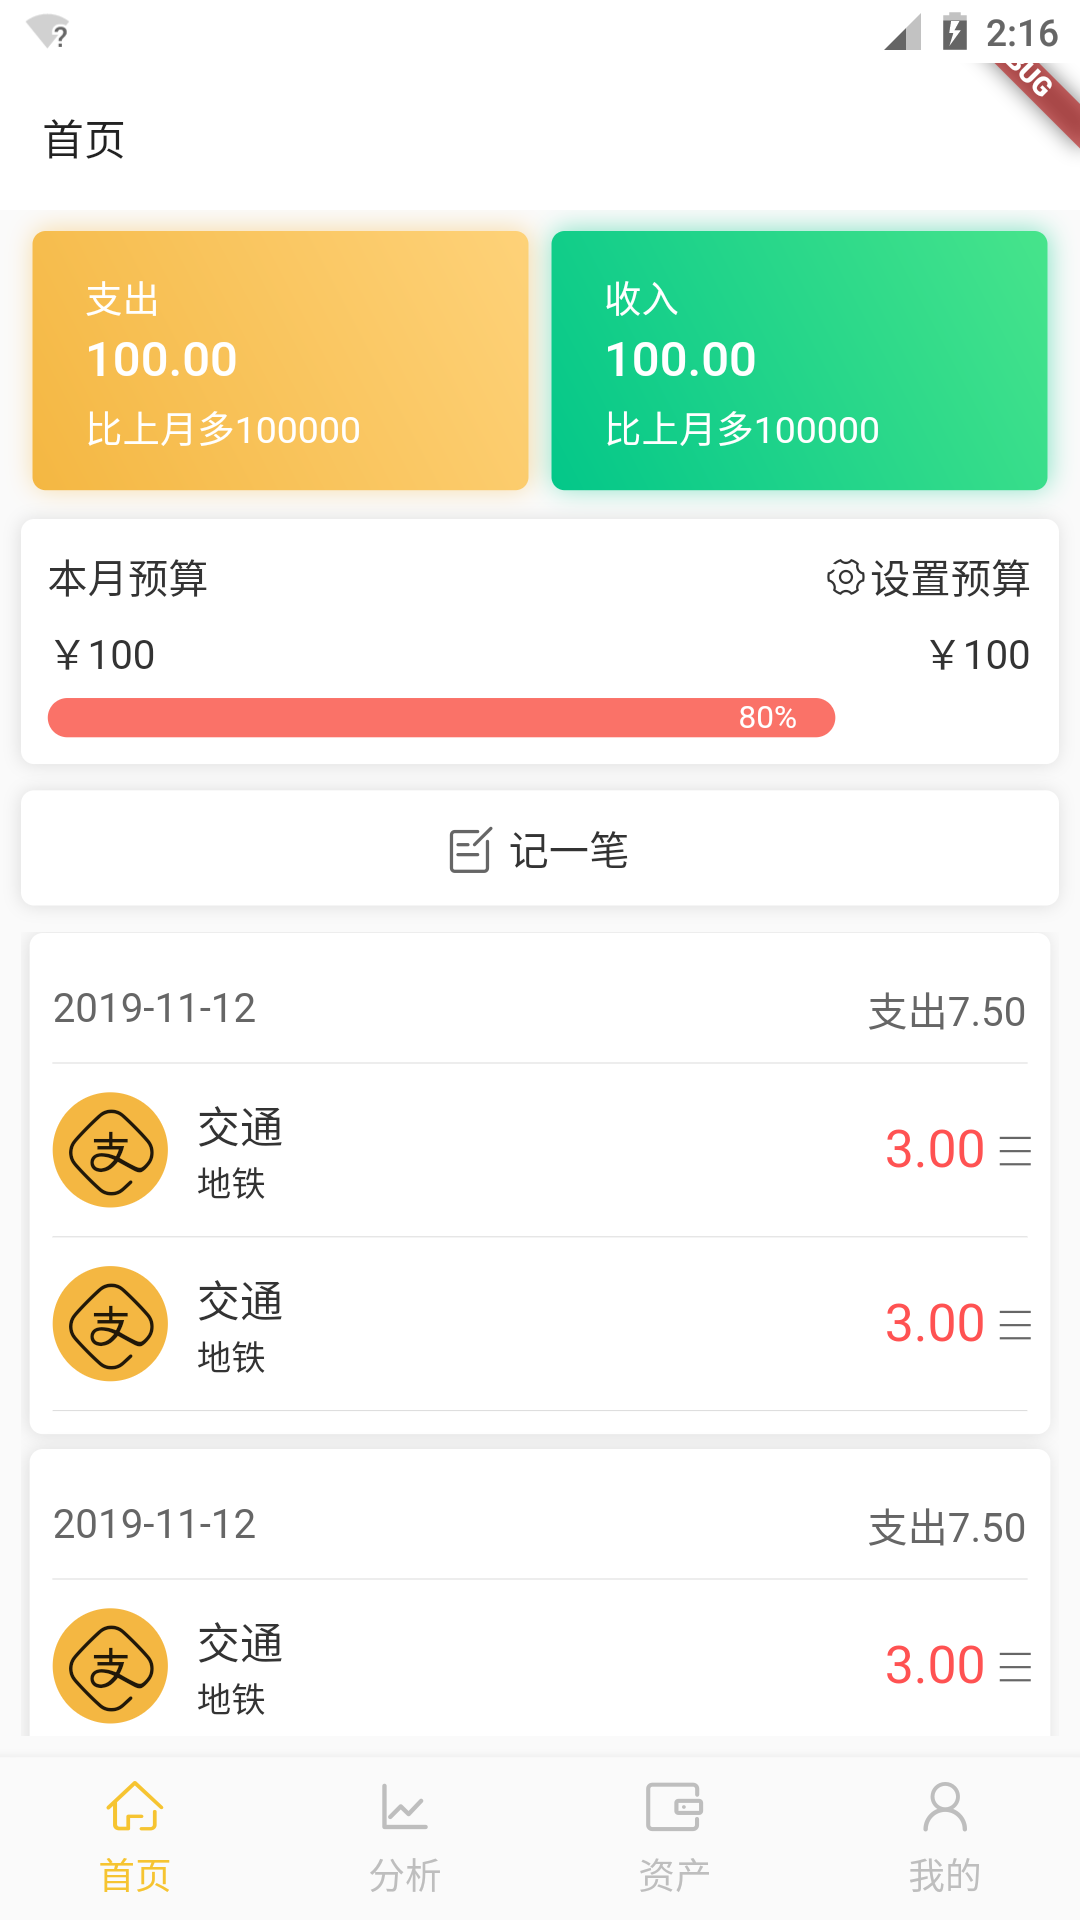 2:16
首页
支出
100.00
比上月多100000
收入
100.00
比上月多100000
本月预算
设置预算
¥100
¥100
80%
记一笔
2019-11-12
支出7.50
支
交通
地铁
3.00
支
交通
地铁
3.00
2019-11-12
支出7.50
支
交通
地铁
3.00
首页
分析
资产
我的